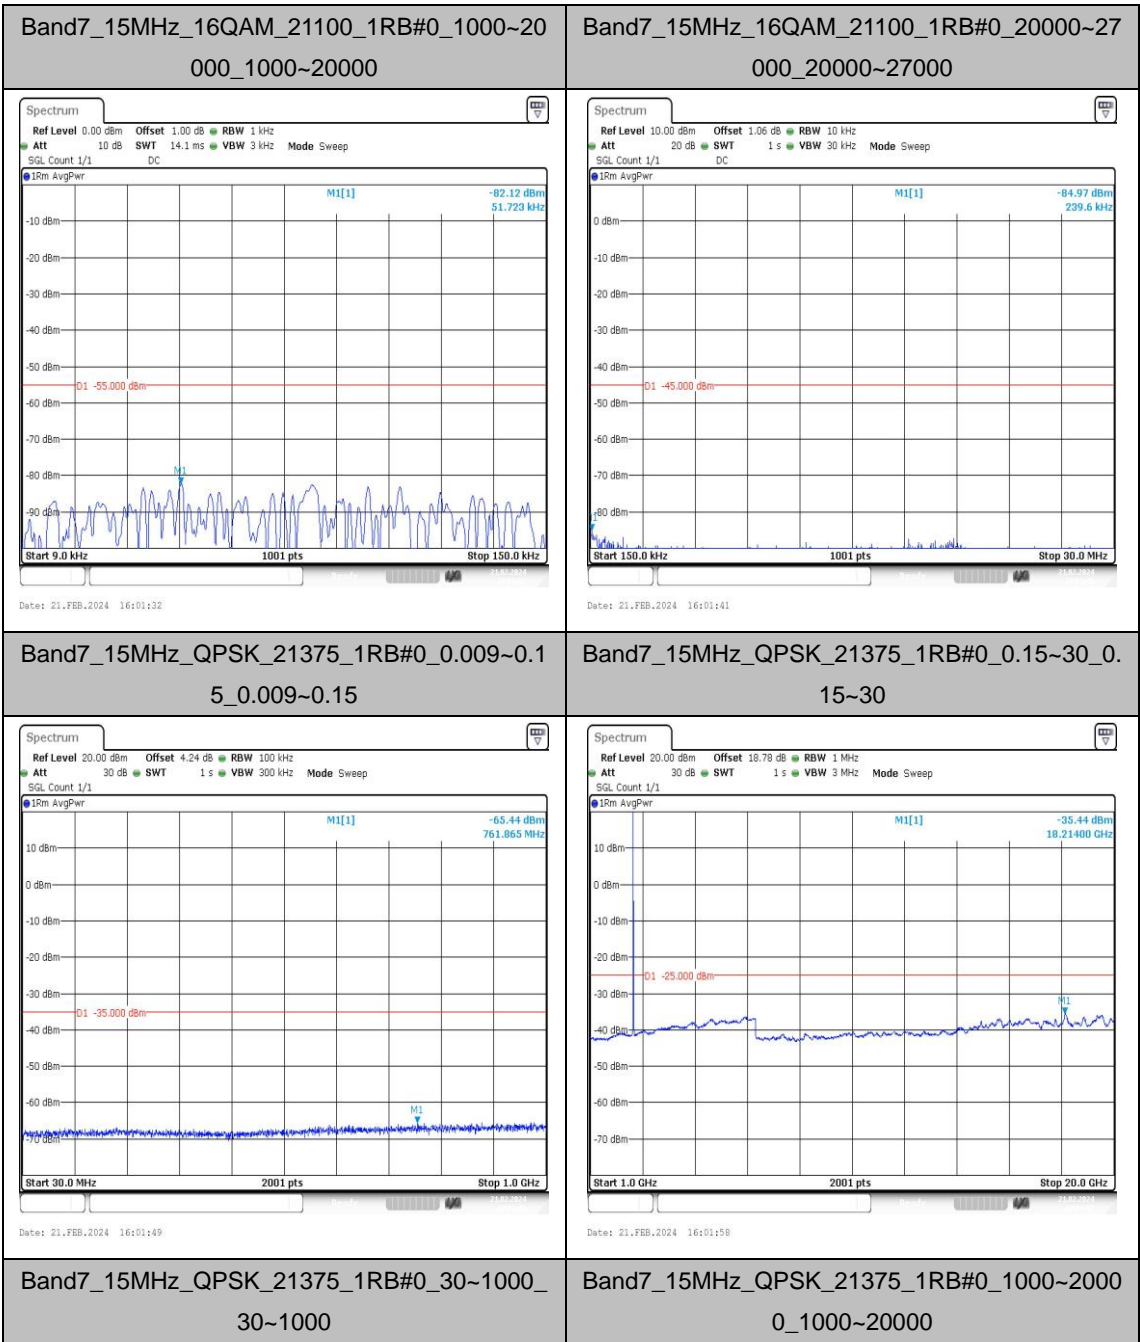 Band7_15MHz_16QAM_21100_1RB#0_1000~20
000_1000~20000
Band7_15MHz_16QAM_21100_1RB#0_20000~27
000_20000~27000
Spectrum
Ref Level 0.00 dBm Offset 1.00 dB RBW 1 kHz
Att 10 dB SWT 14.1 ms VBW 3 kHz Mode Sweep
SGL Count 1/1 DC
1Rm AvgPwr
M1[1] -82.12 dBm
51.723 kHz
-10 dBm
-20 dBm
-30 dBm
-40 dBm
-50 dBm
D1 -55.000 dBm
-60 dBm
-70 dBm
-80 dBm
M1
-90 dBm
Start 9.0 kHz 1001 pts Stop 150.0 kHz
Date: 21.FEB.2024 16:01:32
Spectrum
Ref Level 10.00 dBm Offset 1.06 dB RBW 10 kHz
Att 20 dB SWT 1 s VBW 30 kHz Mode Sweep
SGL Count 1/1 DC
1Rm AvgPwr
M1[1] -84.97 dBm
239.6 kHz
0 dBm
-10 dBm
-20 dBm
-30 dBm
-40 dBm
D1 -45.000 dBm
-50 dBm
-60 dBm
-70 dBm
-80 dBm
Start 150.0 kHz 1001 pts Stop 30.0 MHz
Date: 21.FEB.2024 16:01:41
Band7_15MHz_QPSK_21375_1RB#0_0.009~0.1
5_0.009~0.15
Band7_15MHz_QPSK_21375_1RB#0_0.15~30_0.
15~30
Spectrum
Ref Level 20.00 dBm Offset 4.24 dB RBW 100 kHz
Att 30 dB SWT 1 s VBW 300 kHz Mode Sweep
SGL Count 1/1
1Rm AvgPwr
M1[1] -65.44 dBm
761.865 MHz
10 dBm
0 dBm
-10 dBm
-20 dBm
-30 dBm
D1 -35.000 dBm
-40 dBm
-50 dBm
-60 dBm
M1
-70 dBm
Start 30.0 MHz 2001 pts Stop 1.0 GHz
Date: 21.FEB.2024 16:01:49
Spectrum
Ref Level 20.00 dBm Offset 18.78 dB RBW 1 MHz
Att 30 dB SWT 1 s VBW 3 MHz Mode Sweep
SGL Count 1/1
1Rm AvgPwr
M1[1] -35.44 dBm
18.21400 GHz
10 dBm
0 dBm
-10 dBm
-20 dBm
D1 -25.000 dBm
-30 dBm
M1
-40 dBm
-50 dBm
-60 dBm
-70 dBm
Start 1.0 GHz 2001 pts Stop 20.0 GHz
Date: 21.FEB.2024 16:01:58
Band7_15MHz_QPSK_21375_1RB#0_30~1000_
30~1000
Band7_15MHz_QPSK_21375_1RB#0_1000~2000
0_1000~20000